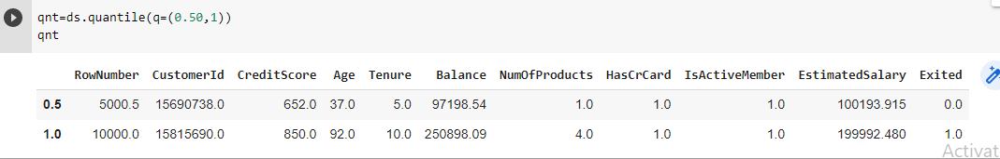 qnt=ds.quantile(q=(0.50,1))
qnt
RowNumber CustomerId CreditScore Age Tenure Balance NumOfProducts HasCrCard IsActiveMember EstimatedSalary Exited
0.5 5000.5 15690738.0 652.0 37.0 5.0 97198.54 1.0 1.0 1.0 100193.915 0.0
1.0 10000.0 15815690.0 850.0 92.0 10.0 250898.09 4.0 1.0 1.0 199992.480 1.0
Activat